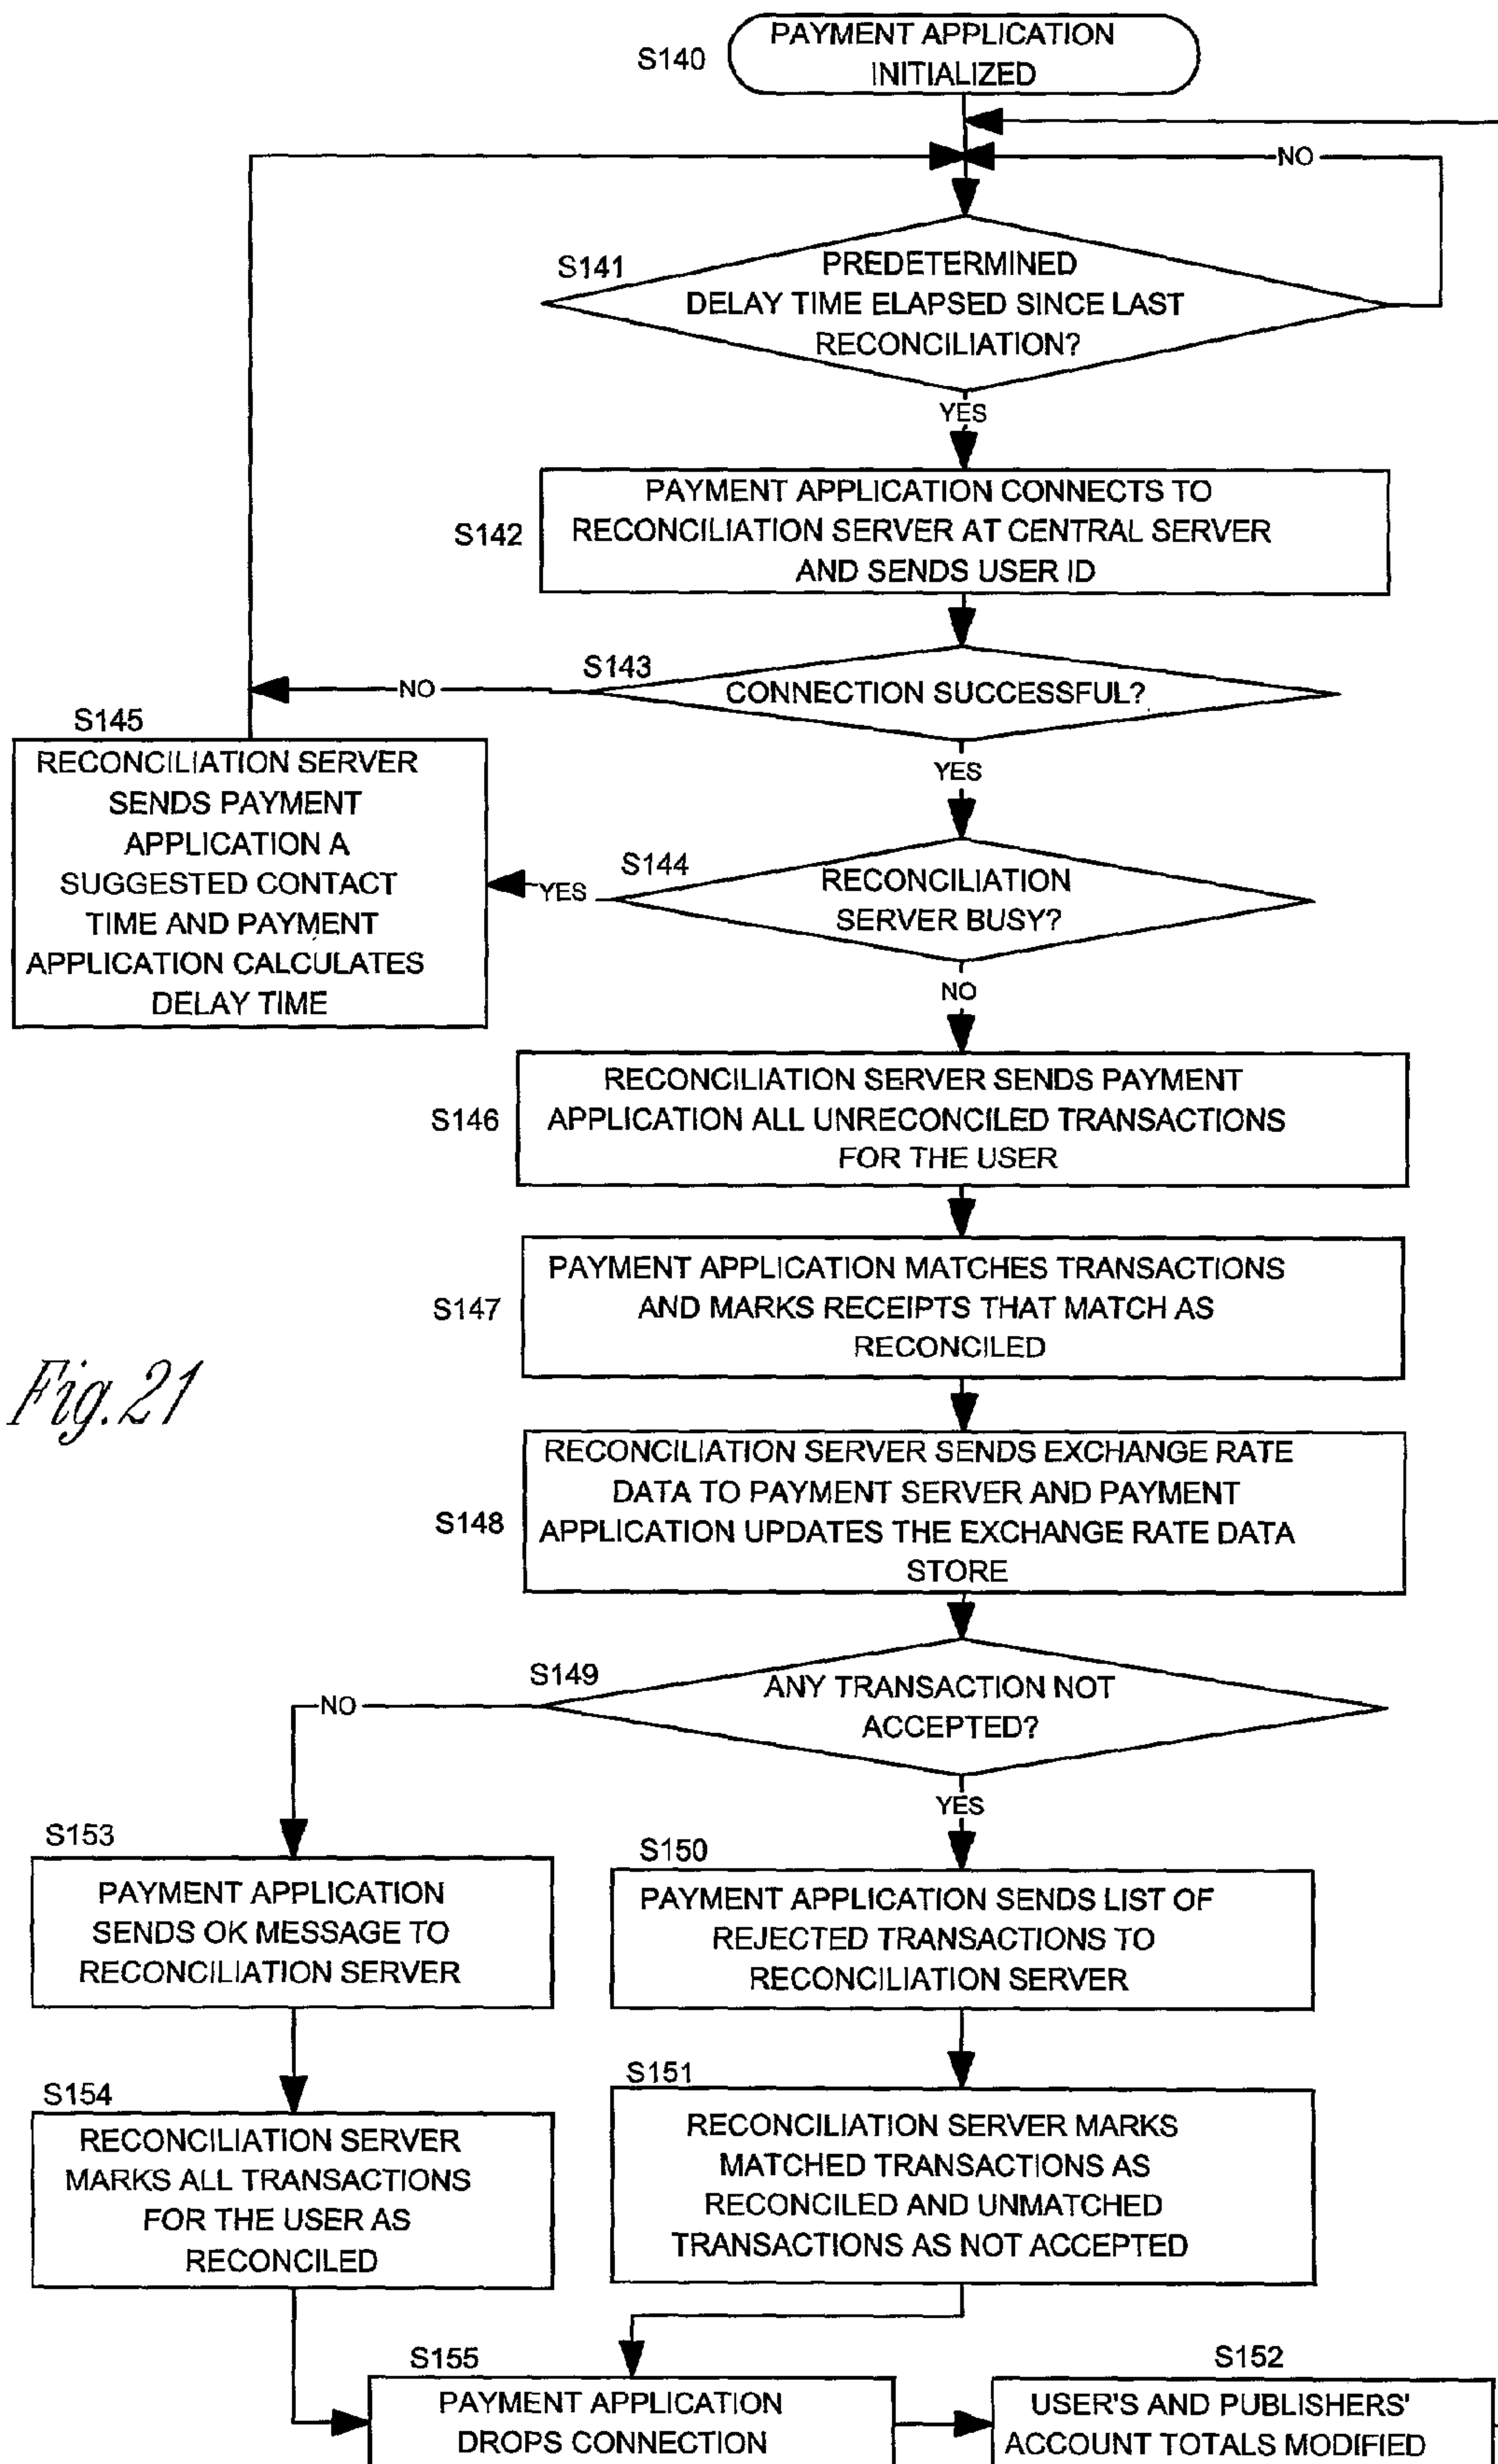 S140
PAYMENT APPLICATION
INITIALIZED
NO
S141
PREDETERMINED
DELAY TIME ELAPSED SINCE LAST
RECONCILIATION?
YES
S142
PAYMENT APPLICATION CONNECTS TO
RECONCILIATION SERVER AT CENTRAL SERVER
AND SENDS USER ID
S143
CONNECTION SUCCESSFUL?
NO
YES
S145
RECONCILIATION SERVER
SENDS PAYMENT
APPLICATION A
SUGGESTED CONTACT
TIME AND PAYMENT
APPLICATION CALCULATES
DELAY TIME
S144
RECONCILIATION
SERVER BUSY?
YES
NO
S146
RECONCILIATION SERVER SENDS PAYMENT
APPLICATION ALL UNRECONCILED TRANSACTIONS
FOR THE USER
S147
PAYMENT APPLICATION MATCHES TRANSACTIONS
AND MARKS RECEIPTS THAT MATCH AS
RECONCILED
Fig.21
S148
RECONCILIATION SERVER SENDS EXCHANGE RATE
DATA TO PAYMENT SERVER AND PAYMENT
APPLICATION UPDATES THE EXCHANGE RATE DATA
STORE
S149
ANY TRANSACTION NOT
ACCEPTED?
NO
YES
S153
PAYMENT APPLICATION
SENDS OK MESSAGE TO
RECONCILIATION SERVER
S150
PAYMENT APPLICATION SENDS LIST OF
REJECTED TRANSACTIONS TO
RECONCILIATION SERVER
S154
RECONCILIATION SERVER
MARKS ALL TRANSACTIONS
FOR THE USER AS
RECONCILED
S151
RECONCILIATION SERVER MARKS
MATCHED TRANSACTIONS AS
RECONCILED AND UNMATCHED
TRANSACTIONS AS NOT ACCEPTED
S155
PAYMENT APPLICATION
DROPS CONNECTION
S152
USER'S AND PUBLISHERS'
ACCOUNT TOTALS MODIFIED